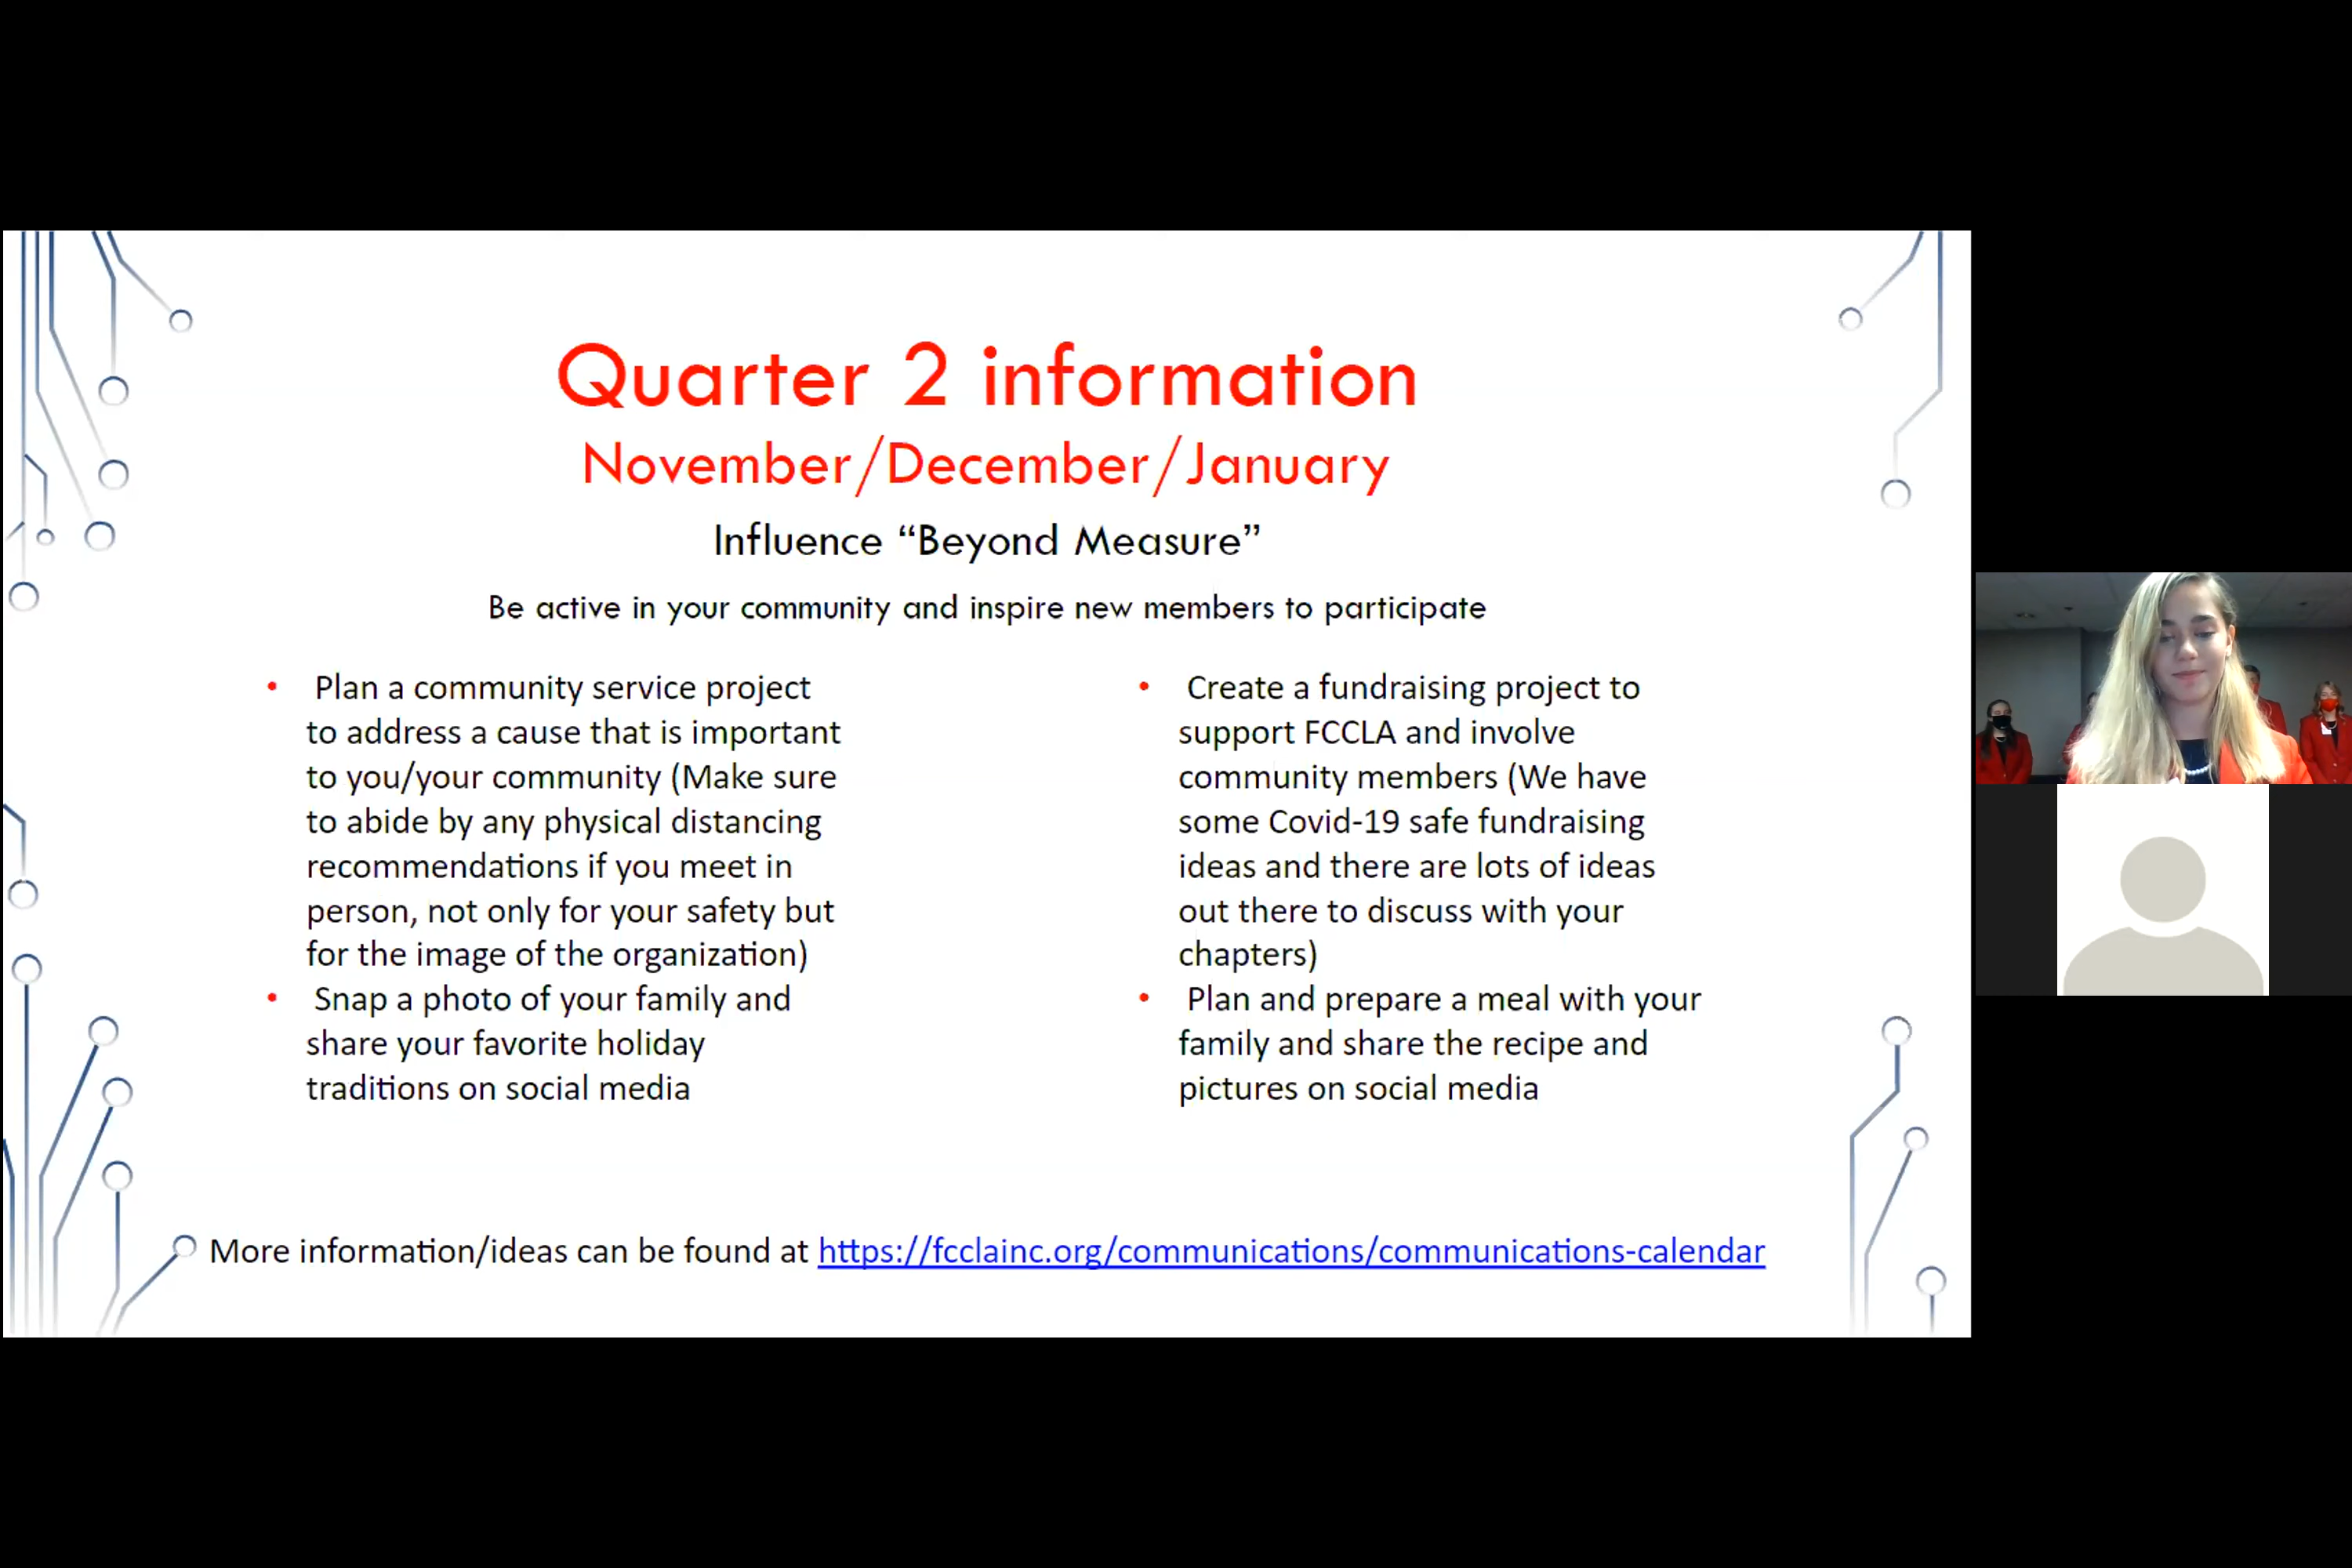 Quarter 2 information
November/December/January
Influence “Beyond Measure”
Be active in your community and inspire new members to participate
• Plan a community service project
to address a cause that is important
to you/your community (Make sure
to abide by any physical distancing
recommendations if you meet in
person, not only for your safety but
for the image of the organization)
• Snap a photo of your family and
share your favorite holiday
traditions on social media
• Create a fundraising project to
support FCCLA and involve
community members (We have
some Covid-19 safe fundraising
ideas and there are lots of ideas
out there to discuss with your
chapters)
• Plan and prepare a meal with your
family and share the recipe and
pictures on social media
More information/ideas can be found at https://fcclainc.org/communications/communications-calendar